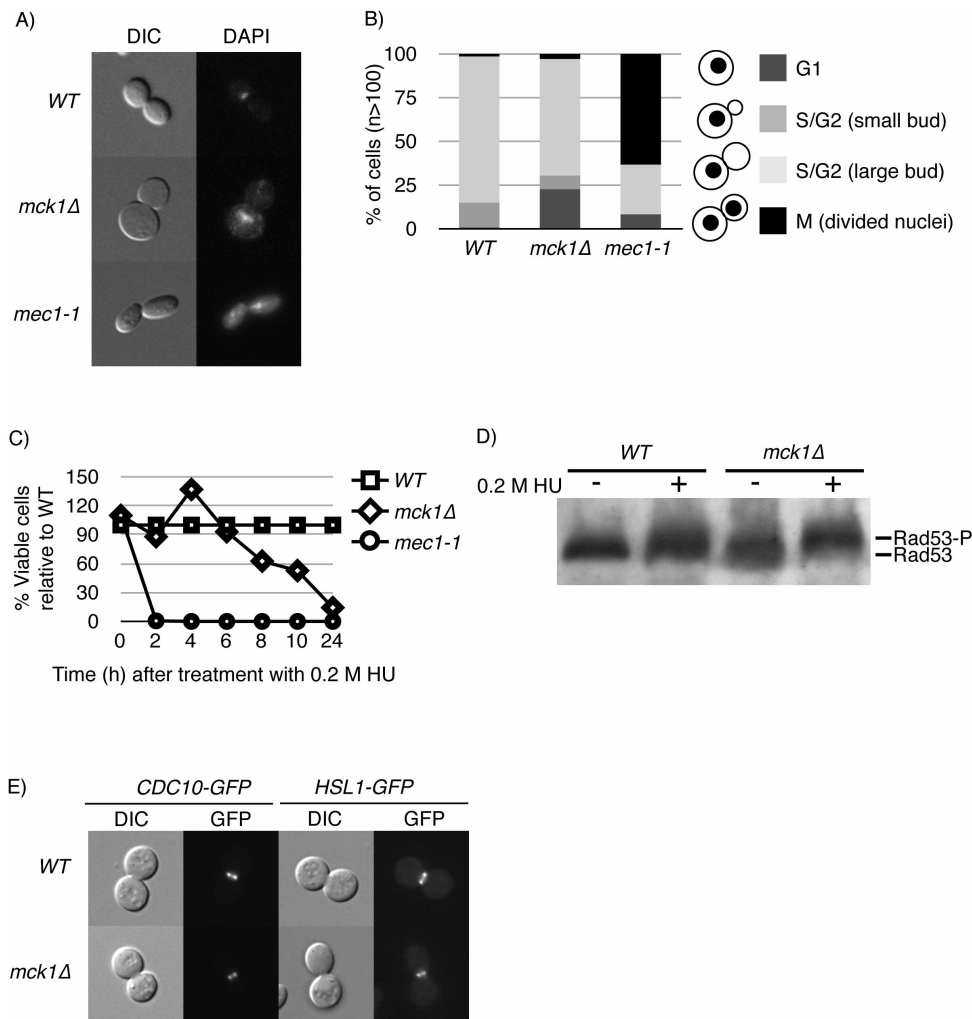 A)
DIC DAPI
WT
mck1Δ
mec1-1
B)
% of cells (n>100)
100
75
50
25
0
WT mck1Δ mec1-1
G1
S/G2 (small bud)
S/G2 (large bud)
M (divided nuclei)
C)
% Viable cells
relative to WT
150
120
90
60
30
0
0 2 4 6 8 10 24
Time (h) after treatment with 0.2 M HU
WT
mck1Δ
mec1-1
D)
WT mck1Δ
0.2 M HU - + - +
Rad53-P
Rad53
E)
CDC10-GFP HSL1-GFP
DIC GFP DIC GFP
WT
mck1Δ